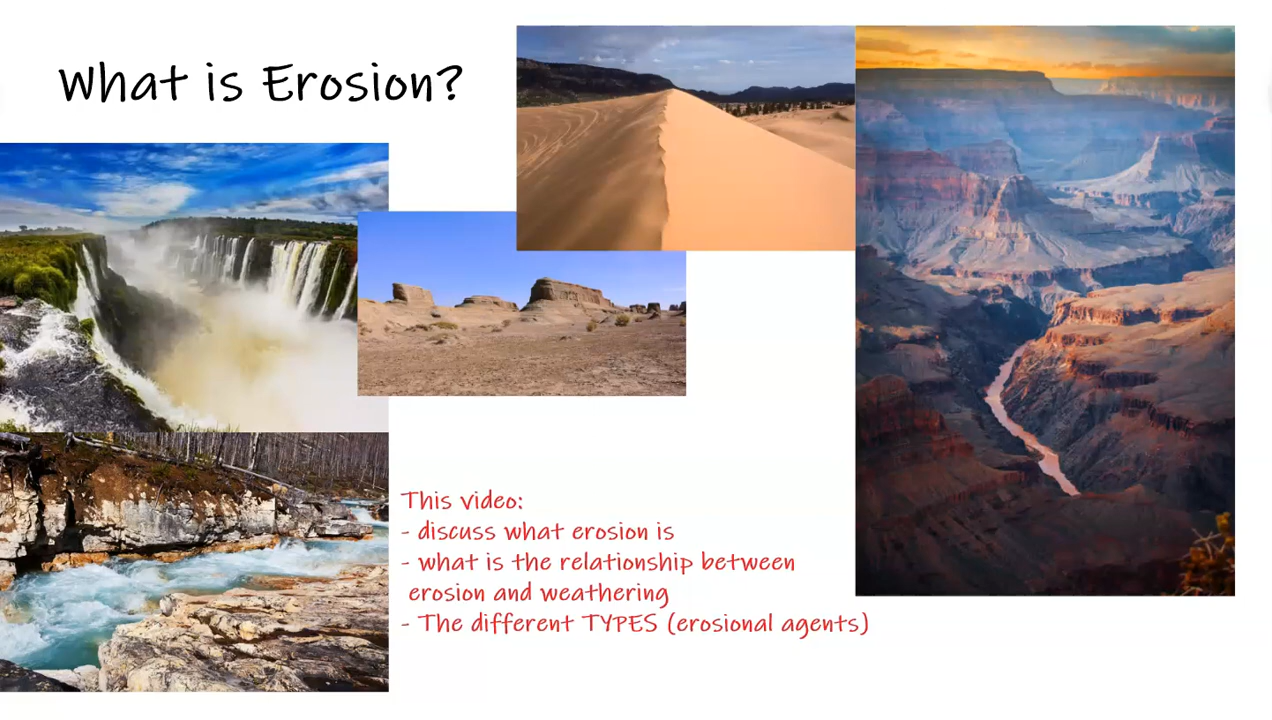 What is Erosion?
This video:
- discuss what erosion is
- what is the relationship between
erosion and weathering
- The different TYPES (erosional agents)